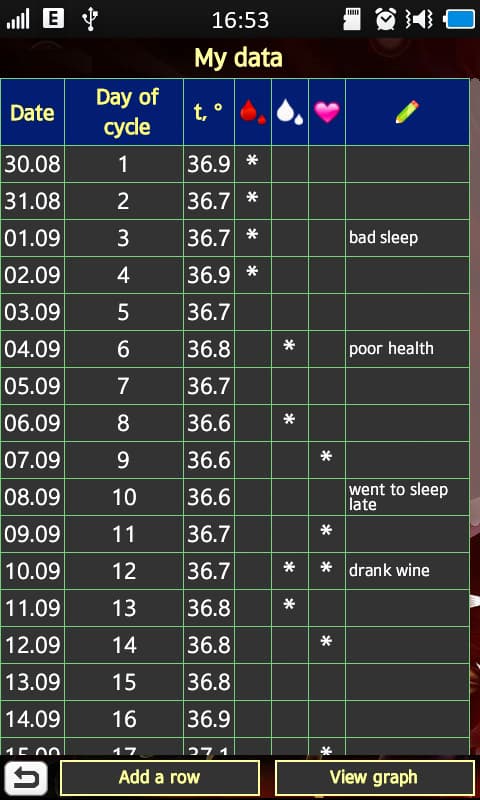 E 16:53
My data
Date Day of cycle t, °
30.08 1 36.9 *
31.08 2 36.7 *
01.09 3 36.7 * bad sleep
02.09 4 36.9 *
03.09 5 36.7
04.09 6 36.8 * poor health
05.09 7 36.7
06.09 8 36.6 *
07.09 9 36.6 *
08.09 10 36.6 went to sleep late
09.09 11 36.7 *
10.09 12 36.7 * * drank wine
11.09 13 36.8 *
12.09 14 36.8 *
13.09 15 36.8
14.09 16 36.9
15.09 17 37.1 *
Add a row View graph